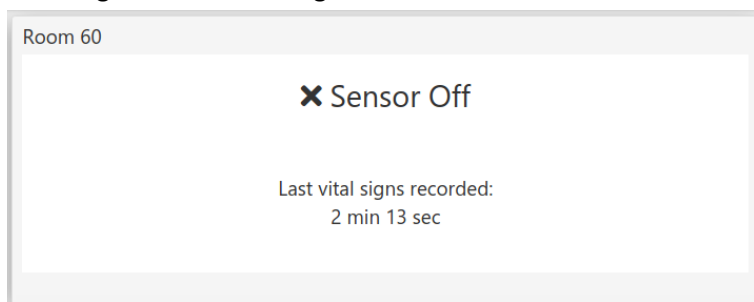 Room 60
✖ Sensor Off
Last vital signs recorded:
2 min 13 sec